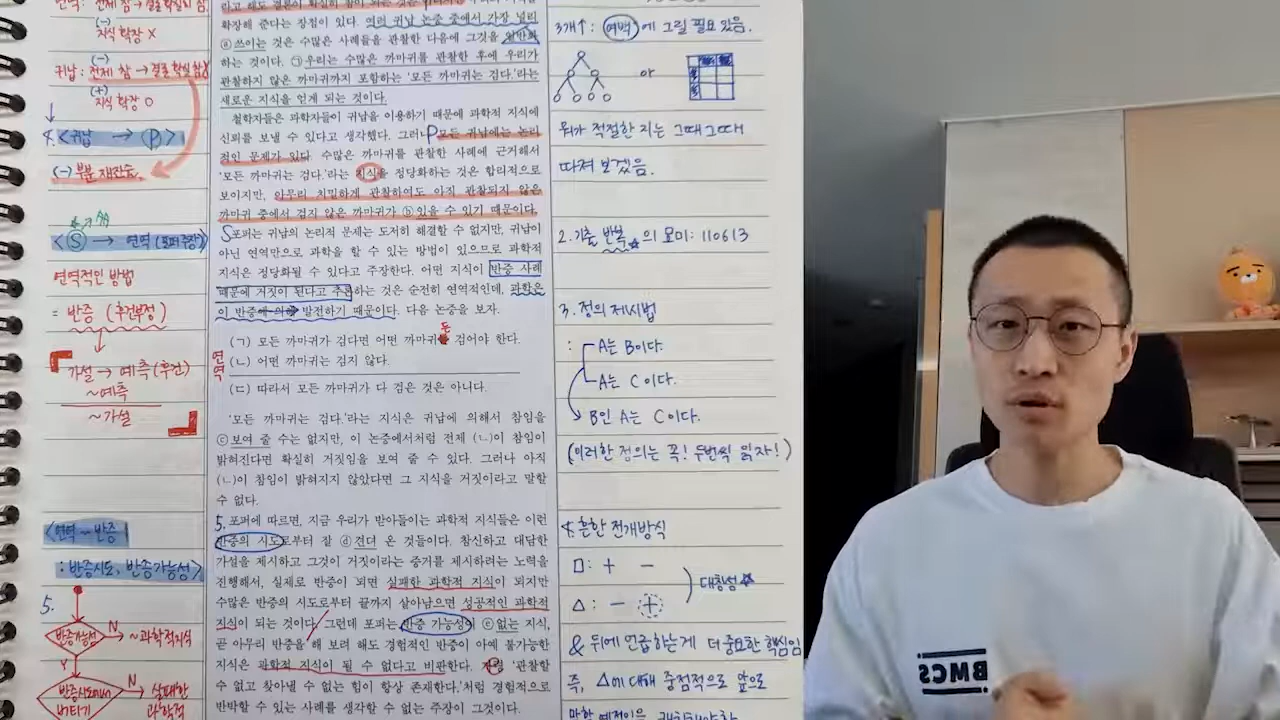 연역: 전제 참→결론 확실히 참
(-)
지식 확장 X
귀납: 전제 참→결론 확실 참X
(+)
지식 확장 O
4. <귀납 → Ⓟ>
(-) 부분 재진술.
<Ⓢ → 연역 (포퍼 주장)>
연역적인 방법
= 반증 (후건부정)
가설 → 예측(후건)
~예측
~가설
<연역 ~ 반증
: 반증시도, 반증가능성>
5.
반증가능성 N → ~과학적지식
Y
반증시도 버티기 N → 실패한 과학적
확장해 준다는 장점이 있다. 여러 귀납 논증 중에서 가장 널리
ⓐ 쓰이는 것은 수많은 사례들을 관찰한 다음에 그것을 일반화
하는 것이다. ㉠우리는 수많은 까마귀를 관찰한 후에 우리가
관찰하지 않은 까마귀까지 포함하는 '모든 까마귀는 검다.'라는
새로운 지식을 얻게 되는 것이다.
철학자들은 과학자들이 귀납을 이용하기 때문에 과학적 지식에
신뢰를 보낼 수 있다고 생각했다. 그러나 모든 귀납에는 논리
적인 문제가 있다. 수많은 까마귀를 관찰한 사례에 근거해서
'모든 까마귀는 검다.'라는 지식을 정당화하는 것은 합리적으로
보이지만, 아무리 치밀하게 관찰하여도 아직 관찰되지 않은
까마귀 중에서 검지 않은 까마귀가 ⓑ 있을 수 있기 때문이다.
포퍼는 귀납의 논리적 문제는 도저히 해결할 수 없지만, 귀납이
아닌 연역만으로 과학을 할 수 있는 방법이 있으므로 과학적
지식은 정당화될 수 있다고 주장한다. 어떤 지식이 반증 사례
때문에 거짓이 된다고 추론하는 것은 순전히 연역적인데, 과학은
이 반증에 의해 발전하기 때문이다. 다음 논증을 보자.
(ㄱ) 모든 까마귀가 검다면 어떤 까마귀는 검어야 한다.
(ㄴ) 어떤 까마귀는 검지 않다.
연역
(ㄷ) 따라서 모든 까마귀가 다 검은 것은 아니다.
'모든 까마귀는 검다.'라는 지식은 귀납에 의해서 참임을
ⓒ보여 줄 수는 없지만, 이 논증에서처럼 전제 (ㄴ)이 참임이
밝혀진다면 확실히 거짓임을 보여 줄 수 있다. 그러나 아직
(ㄴ)이 참임이 밝혀지지 않았다면 그 지식을 거짓이라고 말할
수 없다.
5. 포퍼에 따르면, 지금 우리가 받아들이는 과학적 지식들은 이런
반증의 시도로부터 잘 ⓓ 견뎌 온 것들이다. 참신하고 대담한
가설을 제시하고 그것이 거짓이라는 증거를 제시하려는 노력을
진행해서, 실제로 반증이 되면 실패한 과학적 지식이 되지만
수많은 반증의 시도로부터 끝까지 살아남으면 성공적인 과학적
지식이 되는 것이다. 그런데 포퍼는 반증 가능성이 ⓔ 없는 지식,
곧 아무리 반증을 해 보려 해도 경험적인 반증이 아예 불가능한
지식은 과학적 지식이 될 수 없다고 비판한다. 가령 '관찰할
수 없고 찾아낼 수 없는 힘이 항상 존재한다.'처럼 경험적으로
반박할 수 있는 사례를 생각할 수 없는 주장이 그것이다.
3개↑: 여백에 그릴 필요 있음.
or
뭐가 적절한 지는 그때그때
따져 보겠음.
2. 기출 반복의 묘미: 110613
3. 정의 제시법
: A는 B이다.
A는 C이다.
B인 A는 C이다.
(이러한 정의는 꼭! 두번씩 읽자!)
4. 흔한 전개방식
□: + -
대칭성
△: - +
& 뒤에 언급하는게 더 중요한 핵심임
즉, △에 대해 중점적으로 앞으로
BMCS